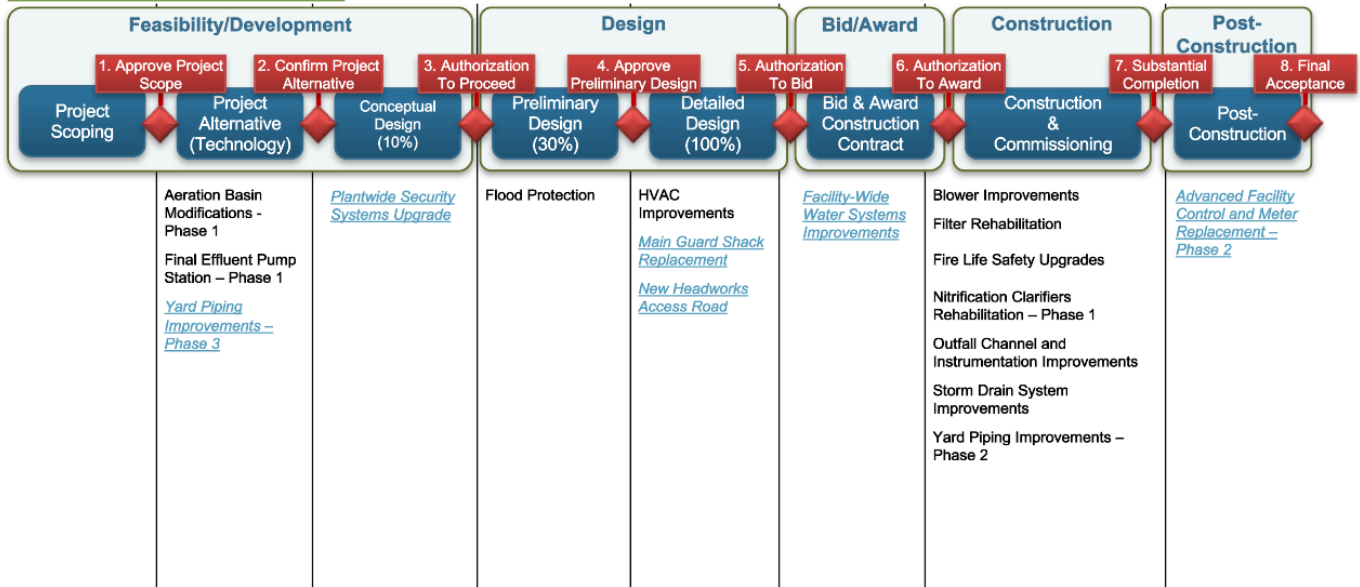 Feasibility/Development
Design
Bid/Award
Construction
Post-
Construction
1. Approve Project
Scope
2. Confirm Project
Alternative
3. Authorization
To Proceed
4. Approve
Preliminary Design
5. Authorization
To Bid
6. Authorization
To Award
7. Substantial
Completion
8. Final
Acceptance
Project
Scoping
Project
Alternative
(Technology)
Conceptual
Design
(10%)
Preliminary
Design
(30%)
Detailed
Design
(100%)
Bid & Award
Construction
Contract
Construction
&
Commissioning
Post-
Construction
Aeration Basin
Modifications -
Phase 1
Final Effluent Pump
Station – Phase 1
Yard Piping
Improvements –
Phase 3
Plantwide Security
Systems Upgrade
Flood Protection
HVAC
Improvements
Main Guard Shack
Replacement
New Headworks
Access Road
Facility-Wide
Water Systems
Improvements
Blower Improvements
Filter Rehabilitation
Fire Life Safety Upgrades
Nitrification Clarifiers
Rehabilitation – Phase 1
Outfall Channel and
Instrumentation Improvements
Storm Drain System
Improvements
Yard Piping Improvements –
Phase 2
Advanced Facility
Control and Meter
Replacement –
Phase 2